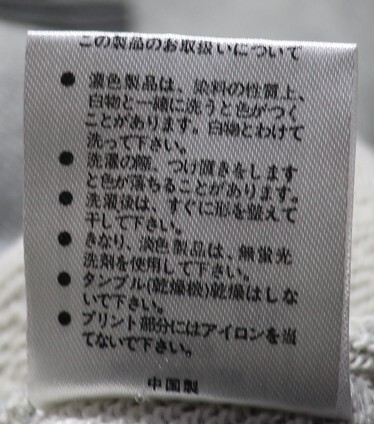 この製品のお取扱いについて
● 濃色製品は、染料の性質上、
白物と一緒に洗うと色がつく
ことがあります。白物とわけて
洗って下さい。
● 洗濯の際、つけ置きをします
と色が落ちることがあります。
● 洗濯後は、すぐに形を整えて
干して下さい。
● きなり、淡色製品は、無蛍光
洗剤を使用して下さい。
● タンブル(乾燥機)乾燥はしな
いで下さい。
● プリント部分にはアイロンを当
てないで下さい。
中国製